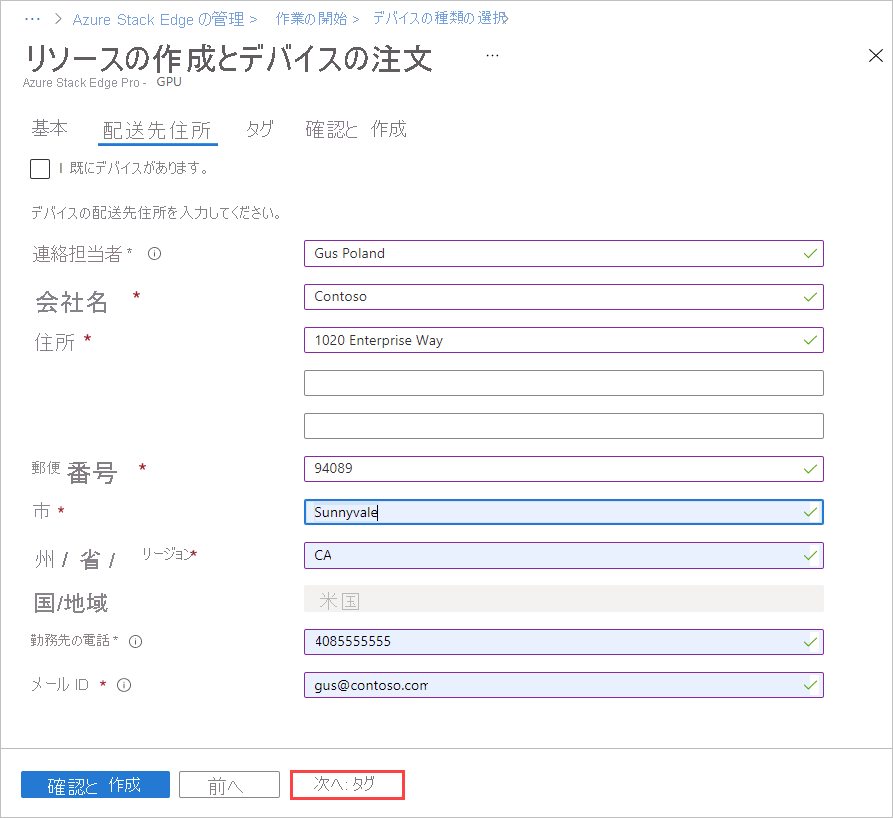 … > Azure Stack Edge の管理 > 作業の開始 > デバイスの種類の選択>
リソースの作成とデバイスの注文 …
Azure Stack Edge Pro - GPU
基本 配送先住所 タグ 確認と 作成
I 既にデバイスがあります。
デバイスの配送先住所を入力してください。
連絡担当者 * Gus Poland
会社名 * Contoso
住所 * 1020 Enterprise Way
郵便 番号 * 94089
市 * Sunnyvale
州 / 省 / リージョン* CA
国/地域 米国
勤務先の電話 * 4085555555
メール ID * gus@contoso.com
確認と 作成 前へ 次へ: タグ